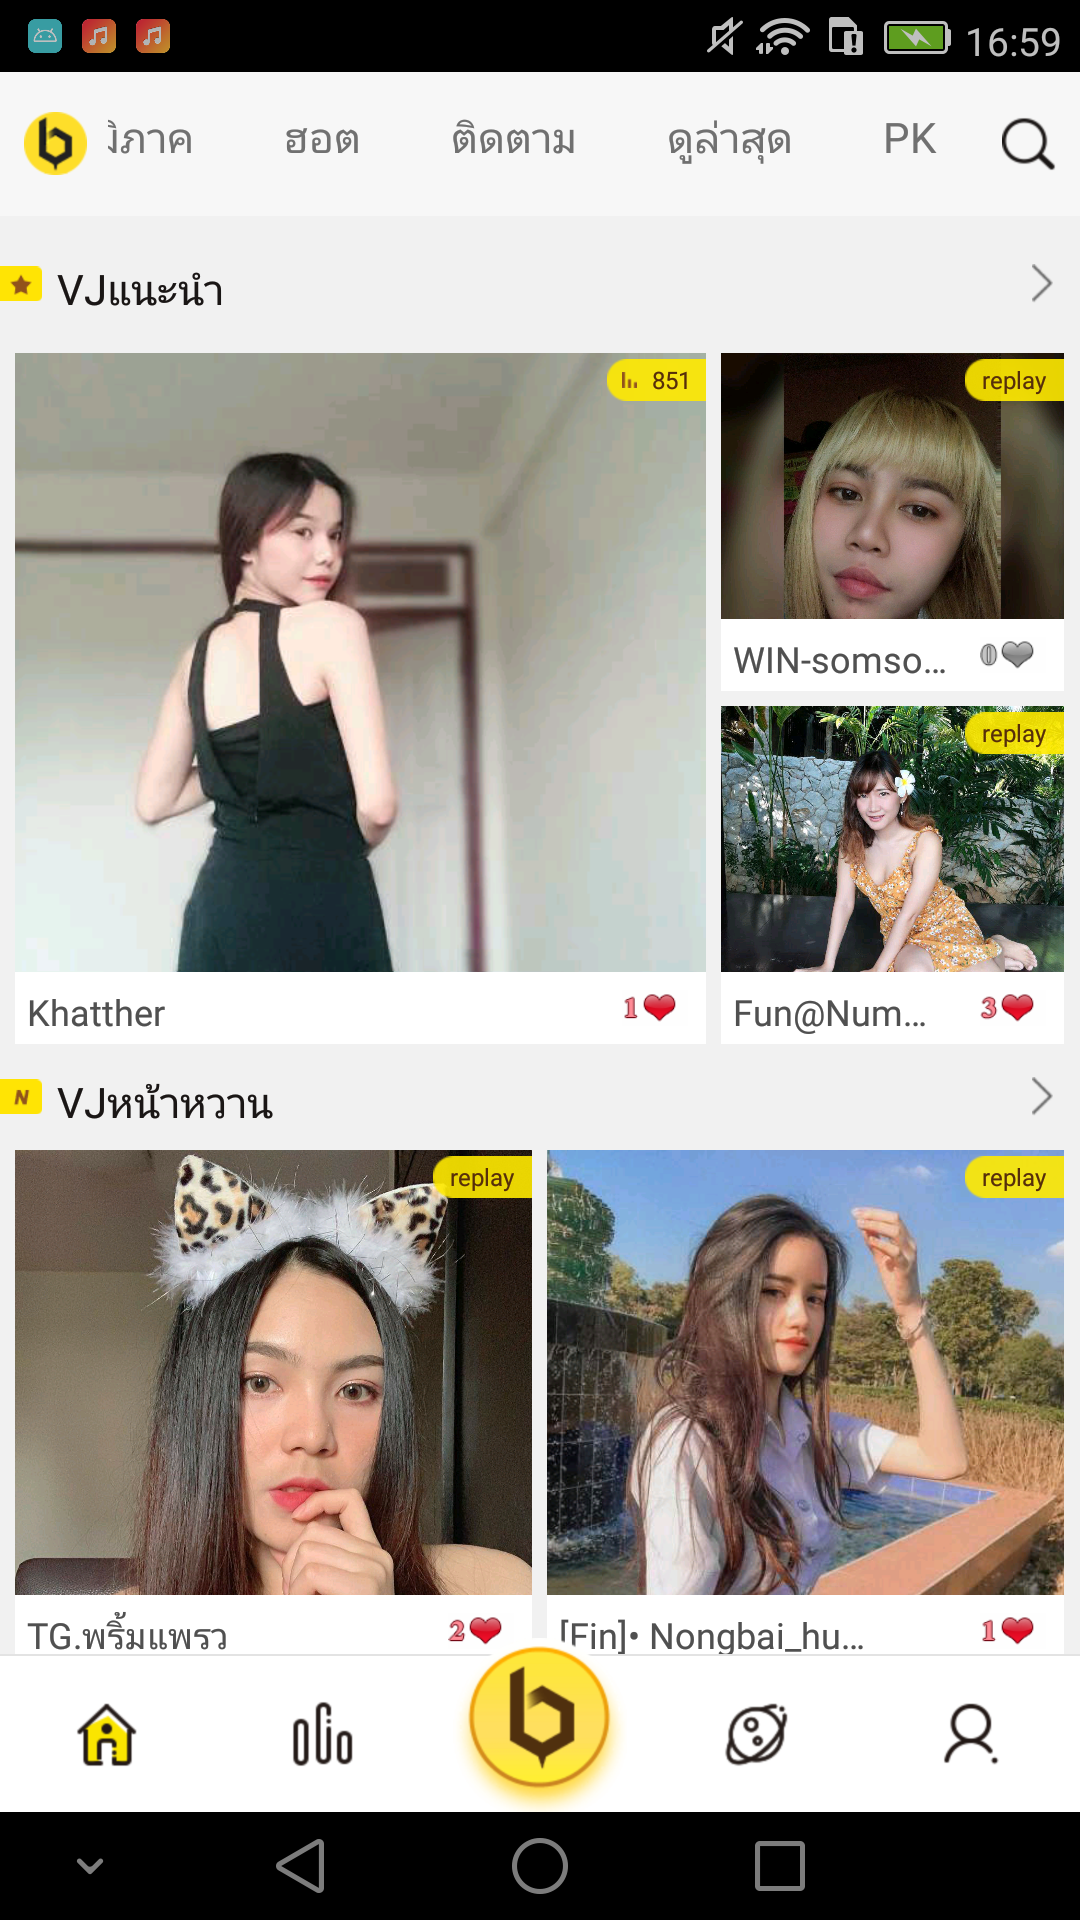 16:59
ฮอต
ติดตาม
ดูล่าสุด
PK
VJแนะนำ
851
replay
WIN-somso...
0
replay
Khatther
1
Fun@Num...
3
N
VJหน้าหวาน
replay
replay
TG.พริ้มแพรว
2
[Fin]• Nongbai_hu...
1